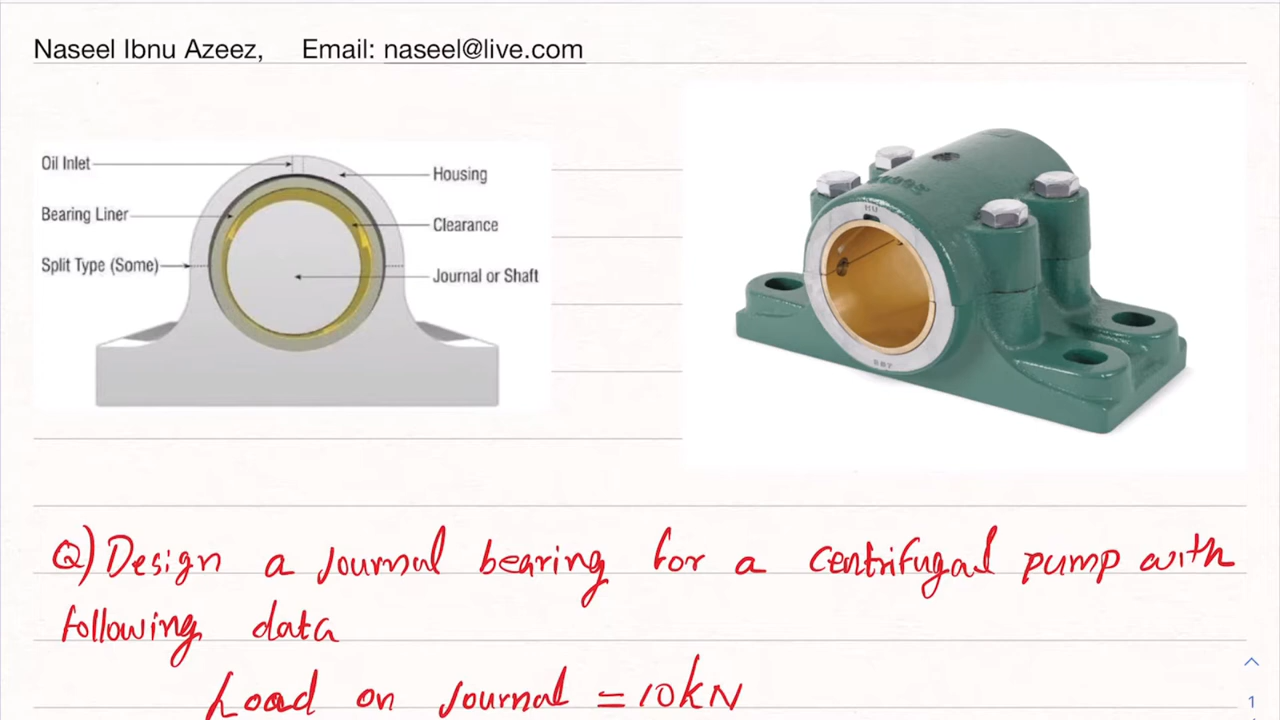 Naseel Ibnu Azeez, Email: naseel@live.com
Oil Inlet
Housing
Bearing Liner
Clearance
Split Type (Some)
Journal or Shaft
Q) Design a Journal bearing for a centrifugal pump with
following data
Load on Journal = 10kN
1